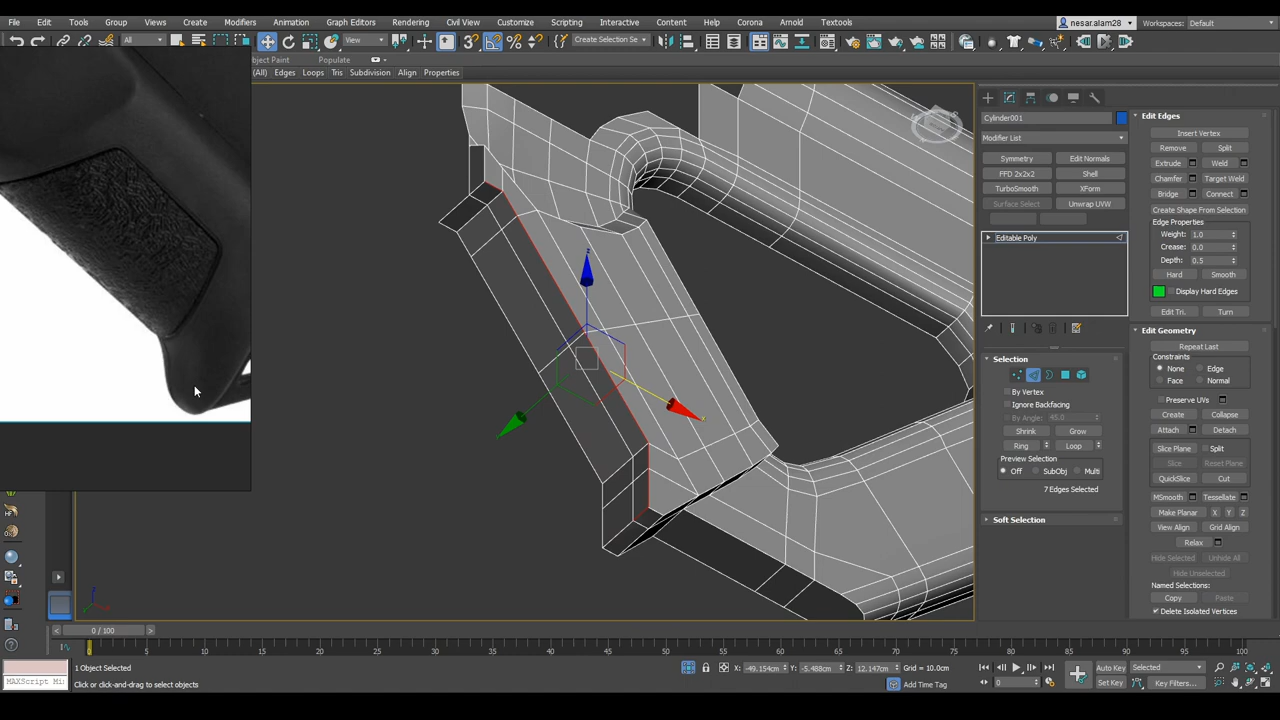 File Edit Tools Group Views Create Modifiers Animation Graph Editors Rendering Civil View Customize Scripting Interactive Content Help Corona Arnold Textools
nesar.alam28 Workspaces: Default
All View Create Selection Se
bject Paint Populate
(All) Edges Loops Tris Subdivision Align Properties
Cylinder001
Modifier List
Symmetry Edit Normals
FFD 2x2x2 Shell
TurboSmooth XForm
Surface Select Unwrap UVW
Editable Poly
Selection
By Vertex
Ignore Backfacing
By Angle: 45.0
Shrink Grow
Ring Loop
Preview Selection
Off SubObj Multi
7 Edges Selected
Soft Selection
Edit Edges
Insert Vertex
Remove Split
Extrude Weld
Chamfer Target Weld
Bridge Connect
Create Shape From Selection
Edge Properties
Weight: 1.0
Crease: 0.0
Depth: 0.5
Hard Smooth
Display Hard Edges
Edit Tri. Turn
Edit Geometry
Repeat Last
Constraints
None Edge
Face Normal
Preserve UVs
Create Collapse
Attach Detach
Slice Plane Split
Slice Reset Plane
QuickSlice Cut
MSmooth Tessellate
Make Planar X Y Z
View Align Grid Align
Relax
Hide Selected Unhide All
Hide Unselected
Named Selections:
Copy Paste
Delete Isolated Vertices
z
x
0 / 100
0 5 10 15 20 25 30 35 40 45 50 55 60 65 70 75 80 85 90 95 100
1 Object Selected
X: -49.154cm Y: -5.488cm Z: 12.147cm Grid = 10.0cm
Auto Key Selected
MAXScript Mi
Click or click-and-drag to select objects
Add Time Tag
0
Set Key Key Filters...